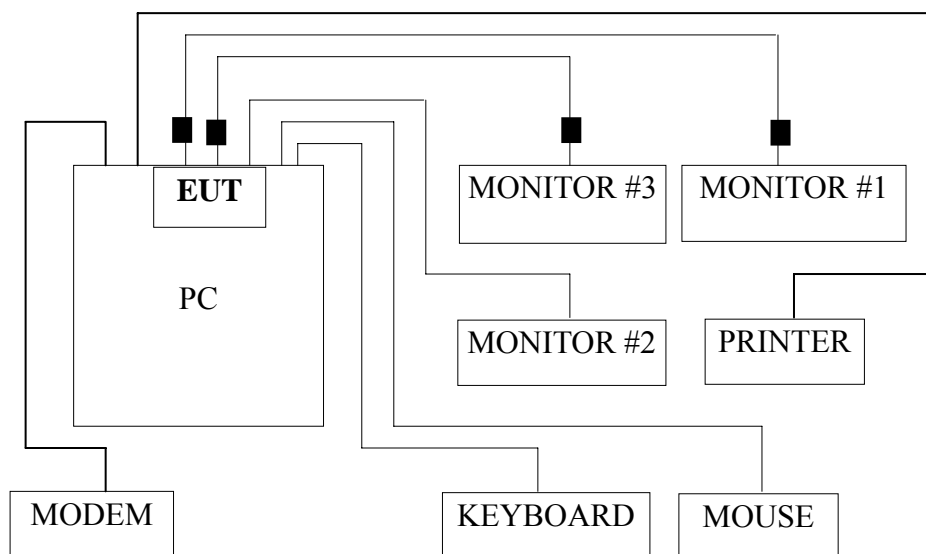 EUT
MONITOR #3
MONITOR #1
PC
MONITOR #2
PRINTER
MODEM
KEYBOARD
MOUSE